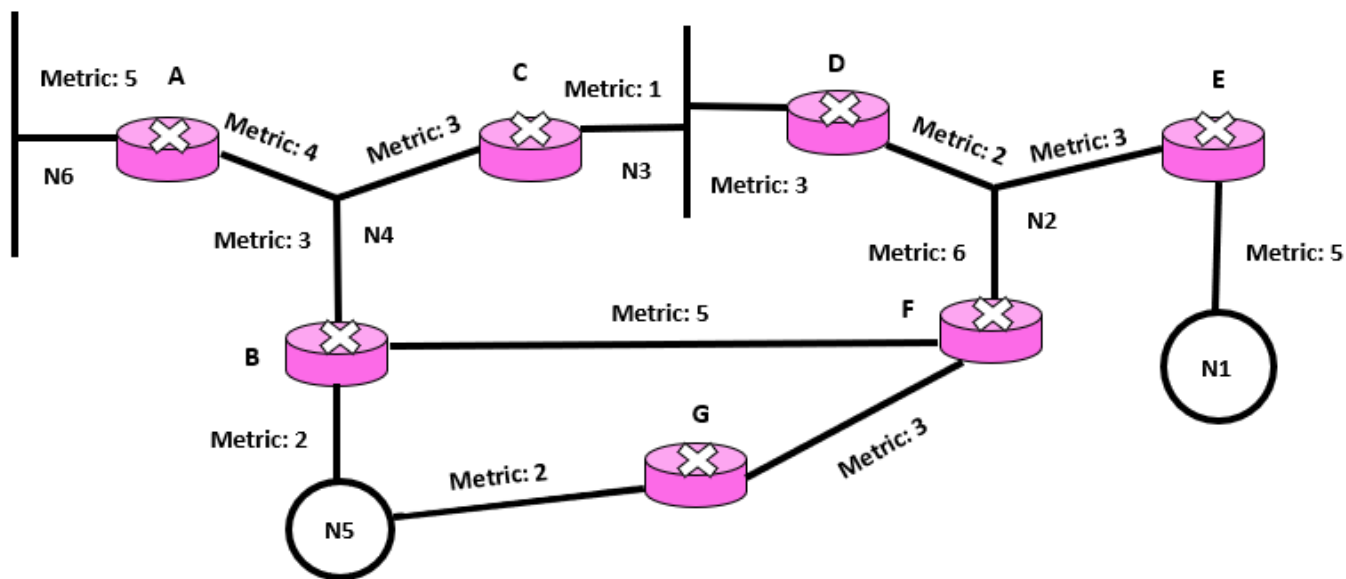 Metric: 5
A
C
Metric: 1
D
E
Metric: 4
Metric: 3
Metric: 2
Metric: 3
N6
N3
Metric: 3
N2
Metric: 3
N4
Metric: 6
Metric: 5
Metric: 5
F
B
N1
G
Metric: 2
Metric: 2
Metric: 3
N5